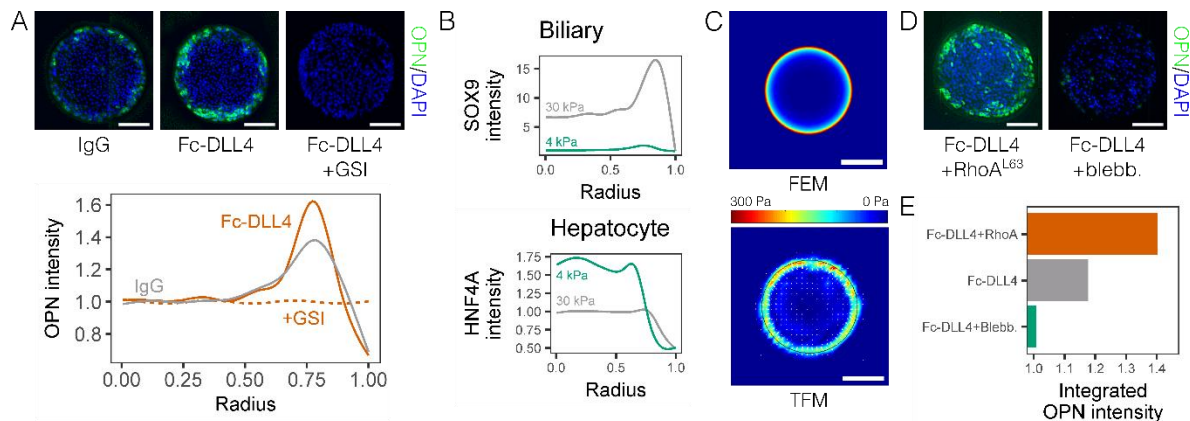 A
OPN/DAPI
IgG
Fc-DLL4
Fc-DLL4
+GSI
1.6
1.4
1.2
1.0
0.8
OPN intensity
Fc-DLL4
IgG
+GSI
0.00
0.25
0.50
0.75
1.00
Radius
B
Biliary
15
10
5
SOX9
intensity
30 kPa
4 kPa
0.0
0.5
1.0
Radius
Hepatocyte
1.75
1.50
1.25
1.00
0.75
0.50
HNF4A
intensity
4 kPa
30 kPa
0.0
0.5
1.0
Radius
C
FEM
300 Pa
0 Pa
TFM
D
OPN/DAPI
Fc-DLL4
+RhoA^L63
Fc-DLL4
+blebb.
E
Fc-DLL4+RhoA
Fc-DLL4
Fc-DLL4+Blebb.
1.0
1.1
1.2
1.3
1.4
Integrated
OPN intensity